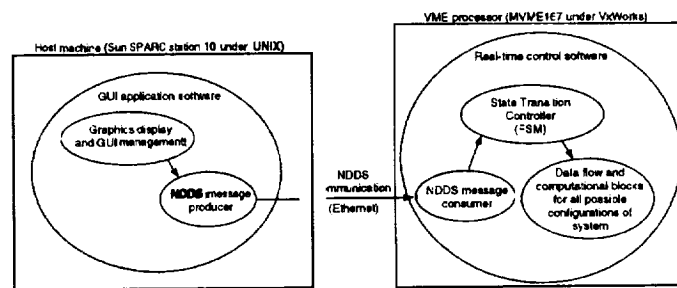 VME processor (MVME167 under VxWorks)
Host machine (Sun SPARC station 10 under UNIX)
Real-time control software
GUI application software
State Transition
Controller
(FSM)
Graphics display
and GUI management
NDDS message
producer
NDDS
mmunication
(Ethernet)
NDDS message
consumer
Data flow and
computational blocks
for all possible
configurations of
system